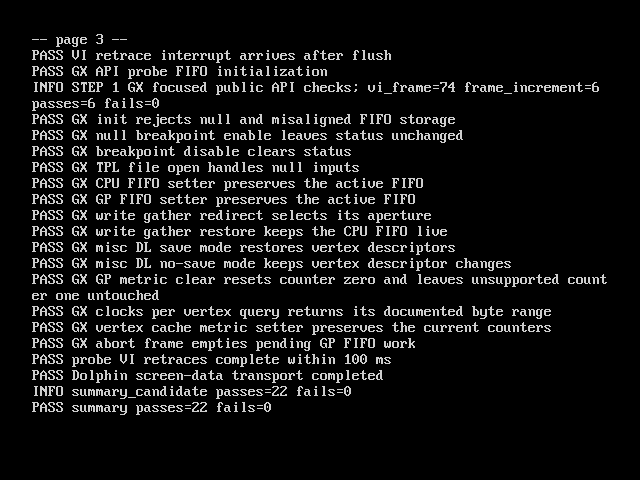 -- page 3 --
PASS VI retrace interrupt arrives after flush
PASS GX API probe FIFO initialization
INFO STEP 1 GX focused public API checks; vi_frame=74 frame_increment=6
passes=6 fails=0
PASS GX init rejects null and misaligned FIFO storage
PASS GX null breakpoint enable leaves status unchanged
PASS GX breakpoint disable clears status
PASS GX TPL file open handles null inputs
PASS GX CPU FIFO setter preserves the active FIFO
PASS GX GP FIFO setter preserves the active FIFO
PASS GX write gather redirect selects its aperture
PASS GX write gather restore keeps the CPU FIFO live
PASS GX misc DL save mode restores vertex descriptors
PASS GX misc DL no-save mode keeps vertex descriptor changes
PASS GX GP metric clear resets counter zero and leaves unsupported count
er one untouched
PASS GX clocks per vertex query returns its documented byte range
PASS GX vertex cache metric setter preserves the current counters
PASS GX abort frame empties pending GP FIFO work
PASS probe VI retraces complete within 100 ms
PASS Dolphin screen-data transport completed
INFO summary_candidate passes=22 fails=0
PASS summary passes=22 fails=0